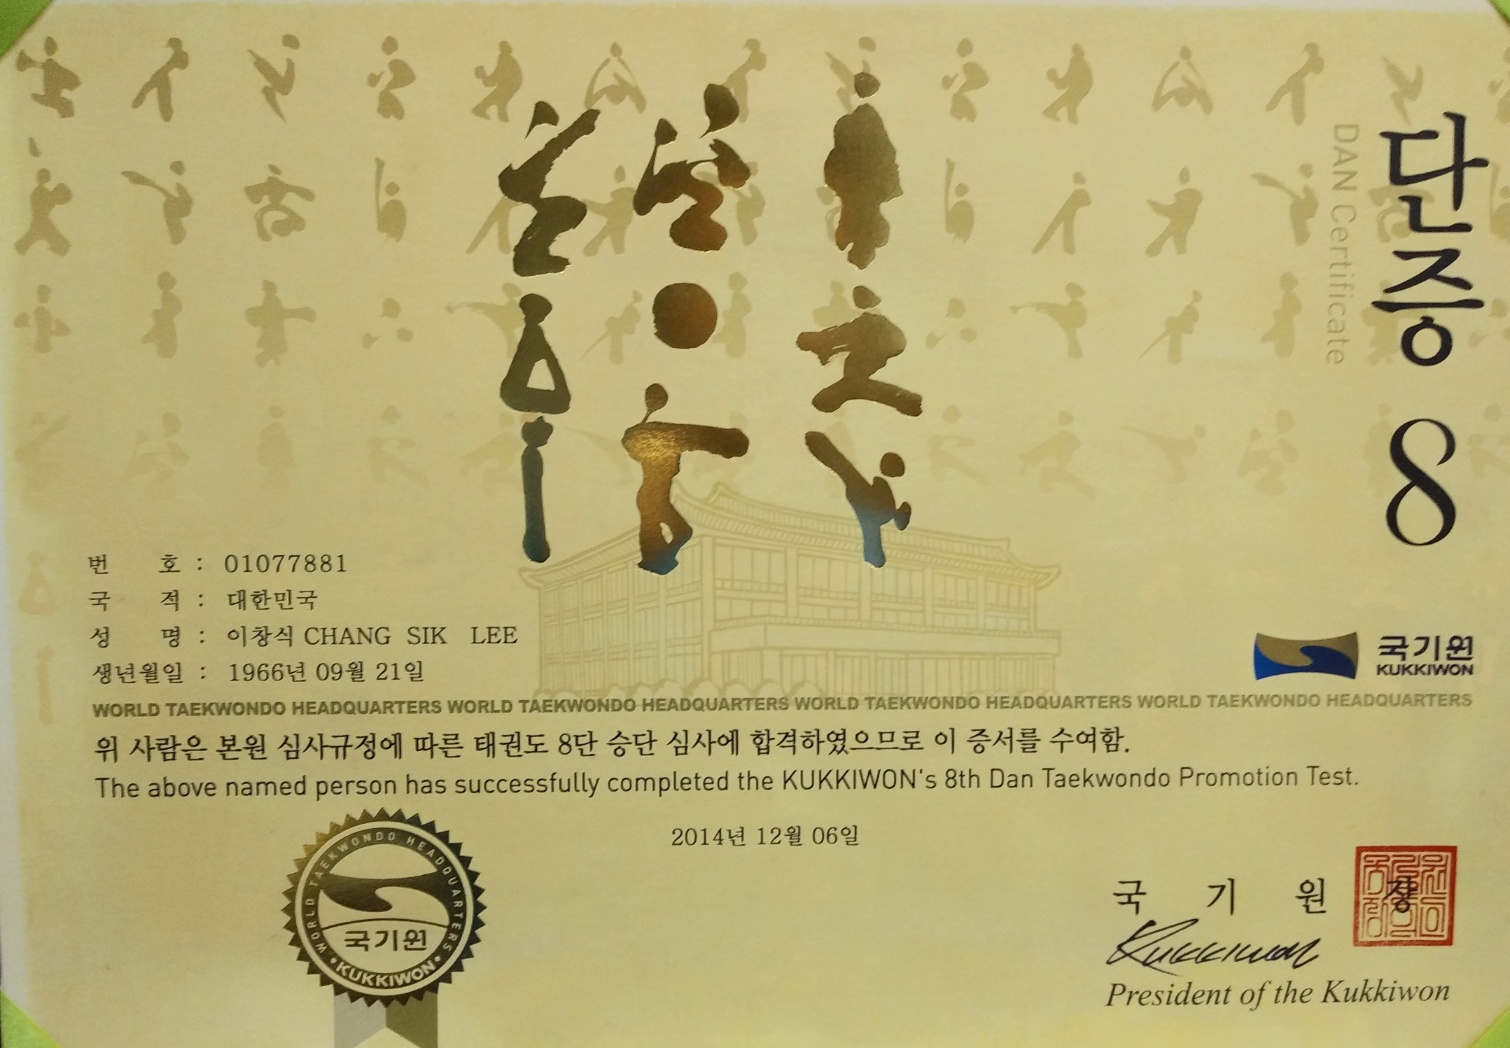 단증 8
DAN Certificate
번 호 : 01077881
국 적 : 대한민국
성 명 : 이창식 CHANG SIK LEE
생년월일 : 1966년 09월 21일
국기원
KUKKIWON
WORLD TAEKWONDO HEADQUARTERS WORLD TAEKWONDO HEADQUARTERS WORLD TAEKWONDO HEADQUARTERS WORLD TAEKWONDO HEADQUARTERS
위 사람은 본원 심사규정에 따른 태권도 8단 승단 심사에 합격하였으므로 이 증서를 수여함.
The above named person has successfully completed the KUKKIWON's 8th Dan Taekwondo Promotion Test.
2014년 12월 06일
WORLD TAEKWONDO HEADQUARTERS
국기원
KUKKIWON
국 기 원 장
Kukkiwon
President of the Kukkiwon